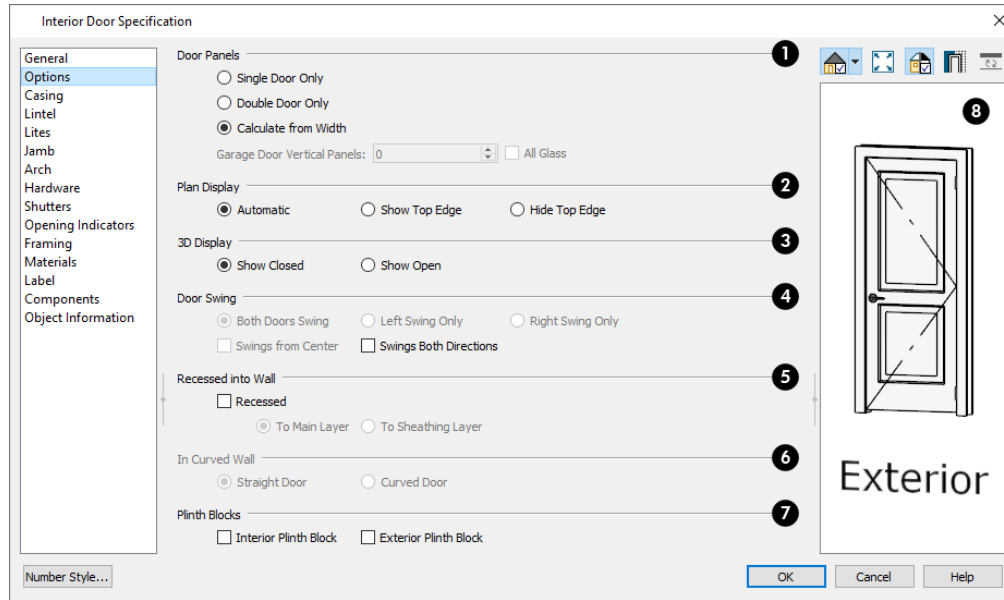 Interior Door Specification
General
Options
Casing
Lintel
Lites
Jamb
Arch
Hardware
Shutters
Opening Indicators
Framing
Materials
Label
Components
Object Information
Door Panels 1
Single Door Only
Double Door Only
Calculate from Width
Garage Door Vertical Panels: 0 All Glass
Plan Display 2
Automatic Show Top Edge Hide Top Edge
3D Display 3
Show Closed Show Open
Door Swing 4
Both Doors Swing Left Swing Only Right Swing Only
Swings from Center Swings Both Directions
Recessed into Wall 5
Recessed
To Main Layer To Sheathing Layer
In Curved Wall 6
Straight Door Curved Door
Plinth Blocks 7
Interior Plinth Block Exterior Plinth Block
8
Exterior
Number Style... OK Cancel Help